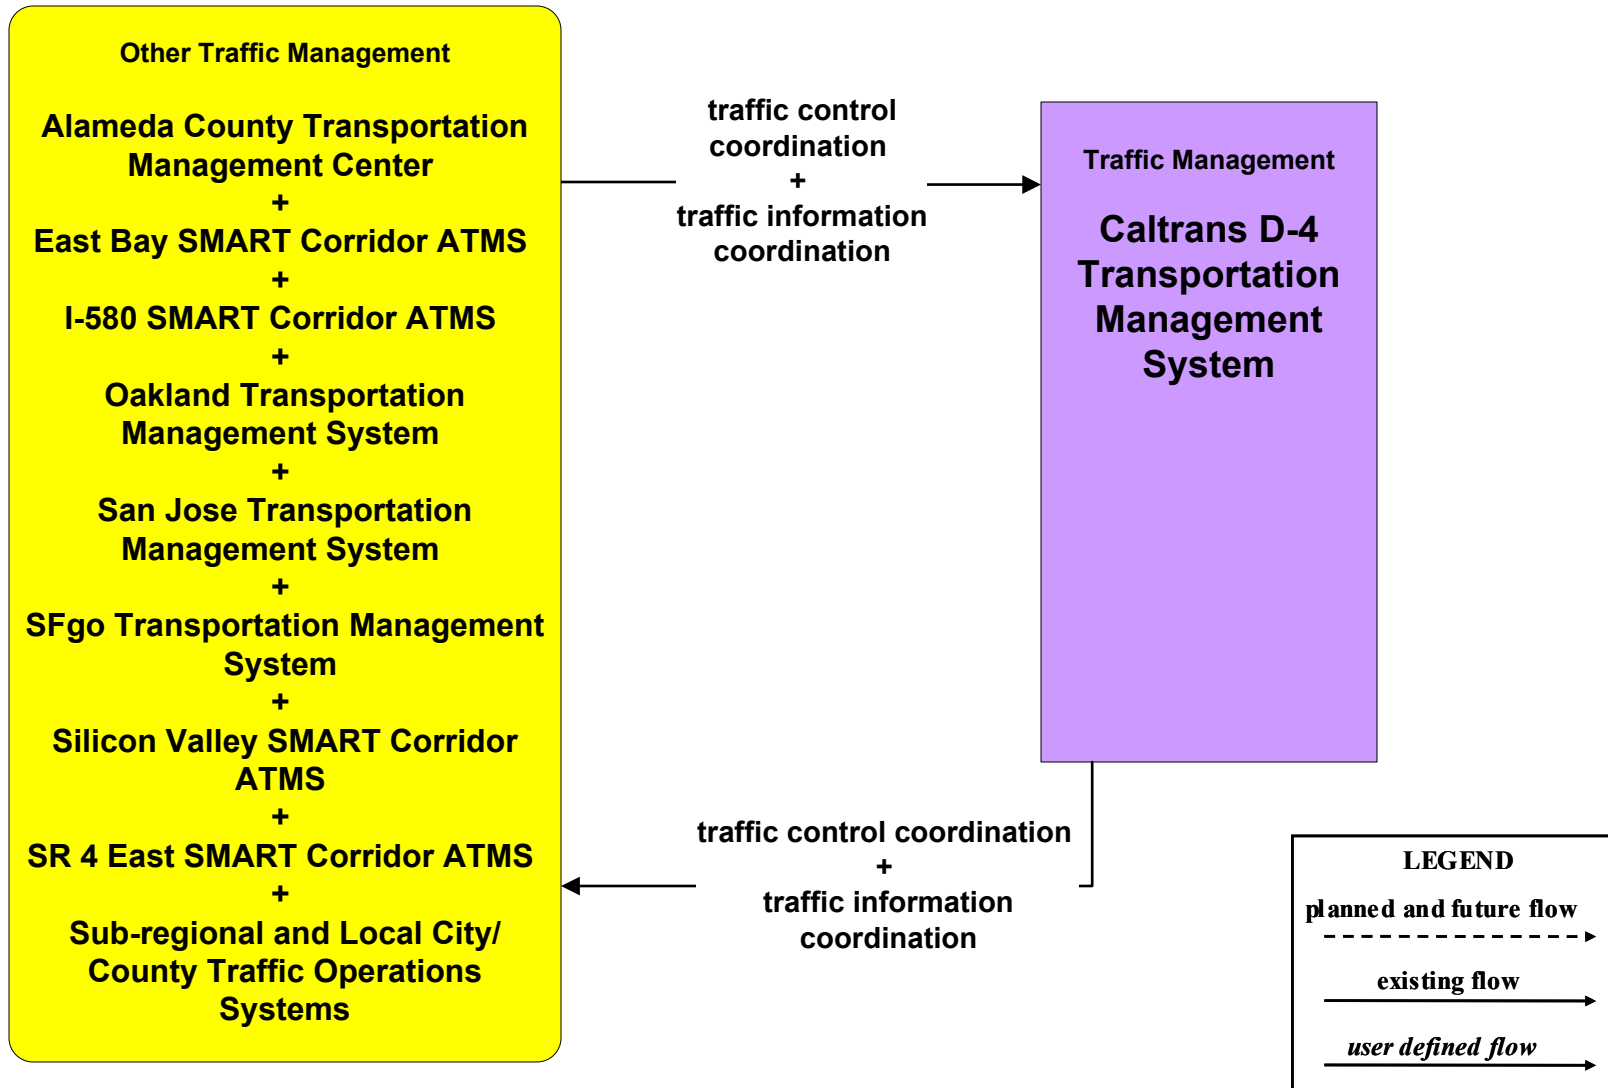 Other Traffic Management
Alameda County Transportation
Management Center
+
East Bay SMART Corridor ATMS
+
I-580 SMART Corridor ATMS
+
Oakland Transportation
Management System
+
San Jose Transportation
Management System
+
SFgo Transportation Management
System
+
Silicon Valley SMART Corridor
ATMS
+
SR 4 East SMART Corridor ATMS
+
Sub-regional and Local City/
County Traffic Operations
Systems
traffic control
coordination
+
traffic information
coordination
Traffic Management
Caltrans D-4
Transportation
Management
System
traffic control coordination
+
traffic information
coordination
LEGEND
planned and future flow
existing flow
user defined flow